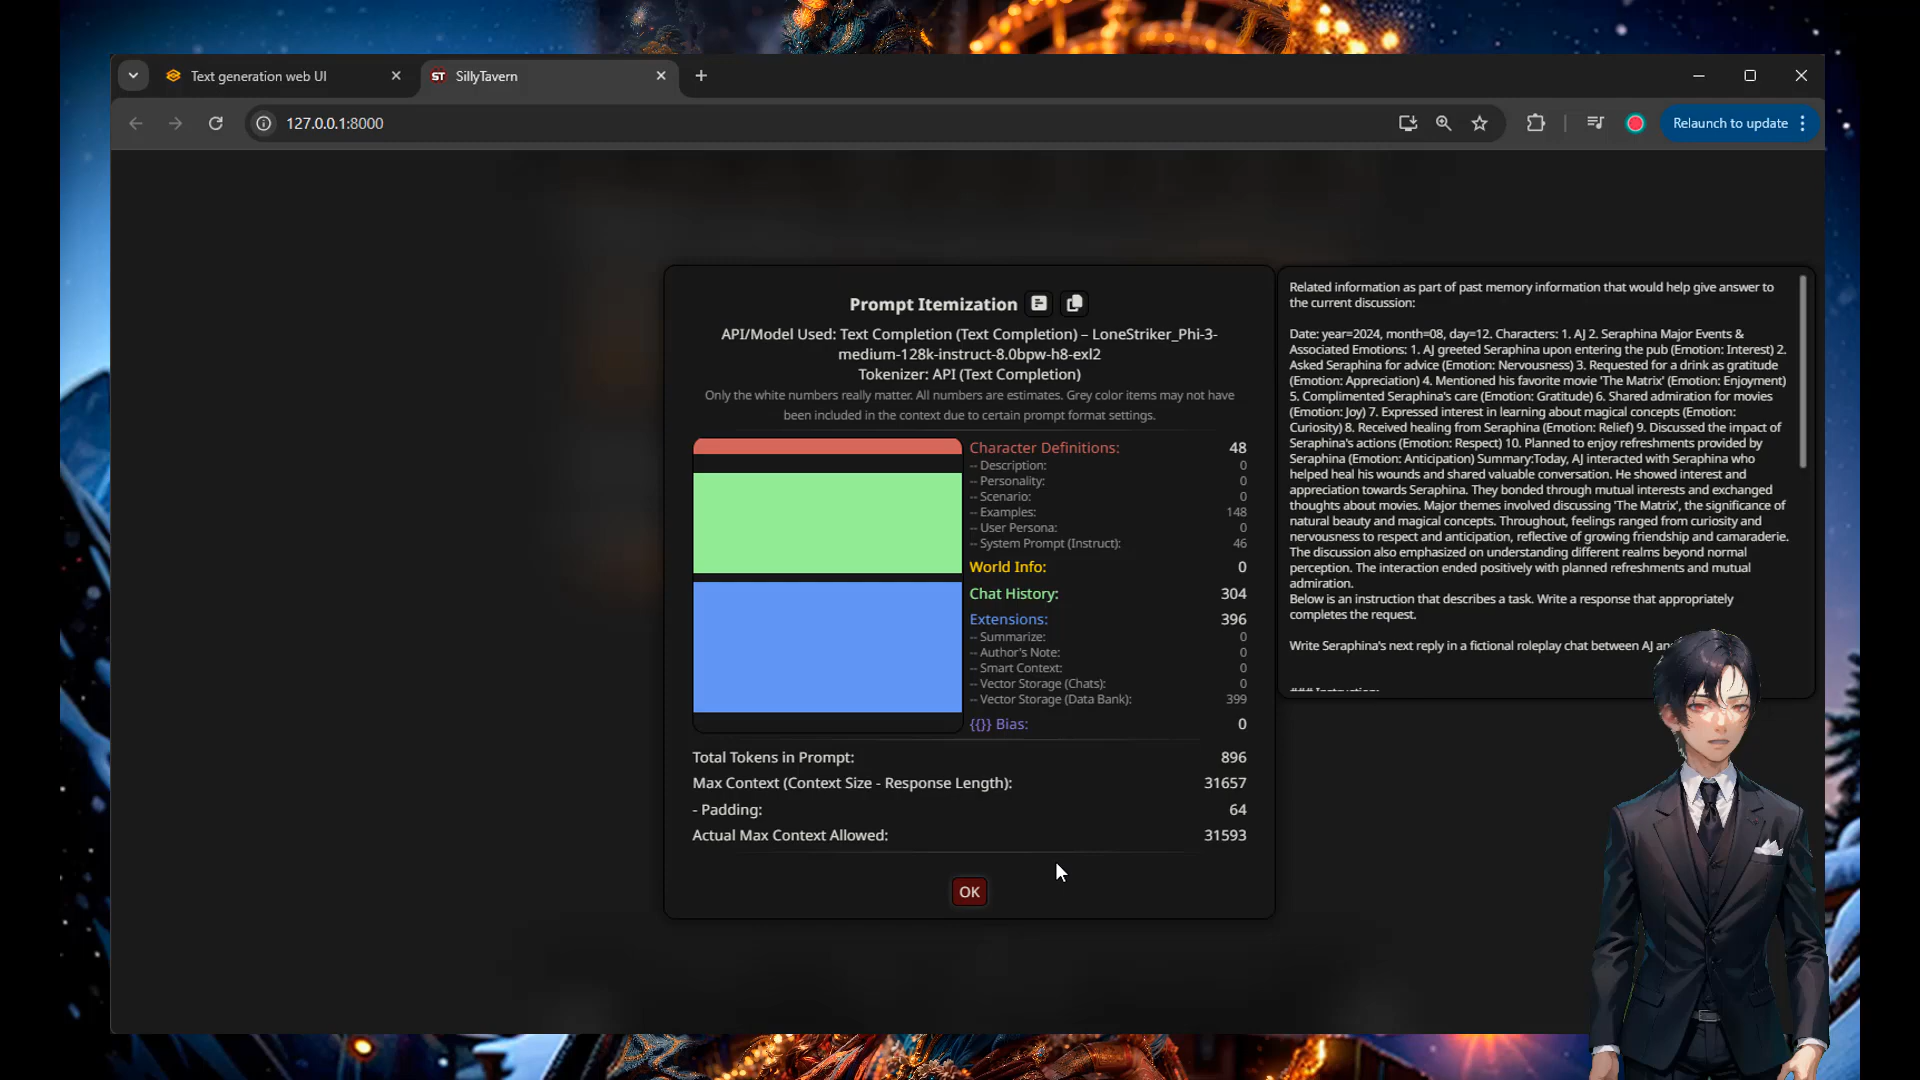 Text generation web UI
ST SillyTavern
127.0.0.1:8000
Relaunch to update
Prompt Itemization
API/Model Used: Text Completion (Text Completion) – LoneStriker_Phi-3-
medium-128k-instruct-8.0bpw-h8-exl2
Tokenizer: API (Text Completion)
Only the white numbers really matter. All numbers are estimates. Grey color items may not have
been included in the context due to certain prompt format settings.
Character Definitions: 48
-- Description: 0
-- Personality: 0
-- Scenario: 0
-- Examples: 148
-- User Persona: 0
-- System Prompt (Instruct): 46
World Info: 0
Chat History: 304
Extensions: 396
-- Summarize: 0
-- Author's Note: 0
-- Smart Context: 0
-- Vector Storage (Chats): 0
-- Vector Storage (Data Bank): 399
{{}} Bias: 0
Total Tokens in Prompt: 896
Max Context (Context Size - Response Length): 31657
- Padding: 64
Actual Max Context Allowed: 31593
OK
Related information as part of past memory information that would help give answer to
the current discussion:
Date: year=2024, month=08, day=12. Characters: 1. AJ 2. Seraphina Major Events &
Associated Emotions: 1. AJ greeted Seraphina upon entering the pub (Emotion: Interest) 2.
Asked Seraphina for advice (Emotion: Nervousness) 3. Requested for a drink as gratitude
(Emotion: Appreciation) 4. Mentioned his favorite movie 'The Matrix' (Emotion: Enjoyment)
5. Complimented Seraphina's care (Emotion: Gratitude) 6. Shared admiration for movies
(Emotion: Joy) 7. Expressed interest in learning about magical concepts (Emotion:
Curiosity) 8. Received healing from Seraphina (Emotion: Relief) 9. Discussed the impact of
Seraphina's actions (Emotion: Respect) 10. Planned to enjoy refreshments provided by
Seraphina (Emotion: Anticipation) Summary:Today, AJ interacted with Seraphina who
helped heal his wounds and shared valuable conversation. He showed interest and
appreciation towards Seraphina. They bonded through mutual interests and exchanged
thoughts about movies. Major themes involved discussing 'The Matrix', the significance of
natural beauty and magical concepts. Throughout, feelings ranged from curiosity and
nervousness to respect and anticipation, reflective of growing friendship and camaraderie.
The discussion also emphasized on understanding different realms beyond normal
perception. The interaction ended positively with planned refreshments and mutual
admiration.
Below is an instruction that describes a task. Write a response that appropriately
completes the request.
Write Seraphina's next reply in a fictional roleplay chat between AJ an